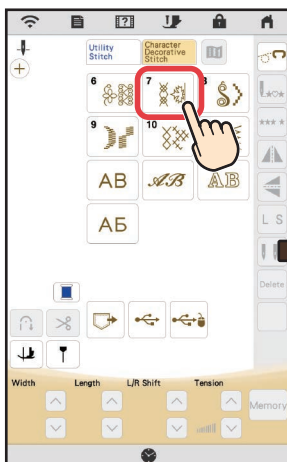 Utility
Stitch
Character
Decorative
Stitch
6
7
8
9
10
AB
AB
AB
АБ
L S
Delete
Width
Length
L/R Shift
Tension
Memory